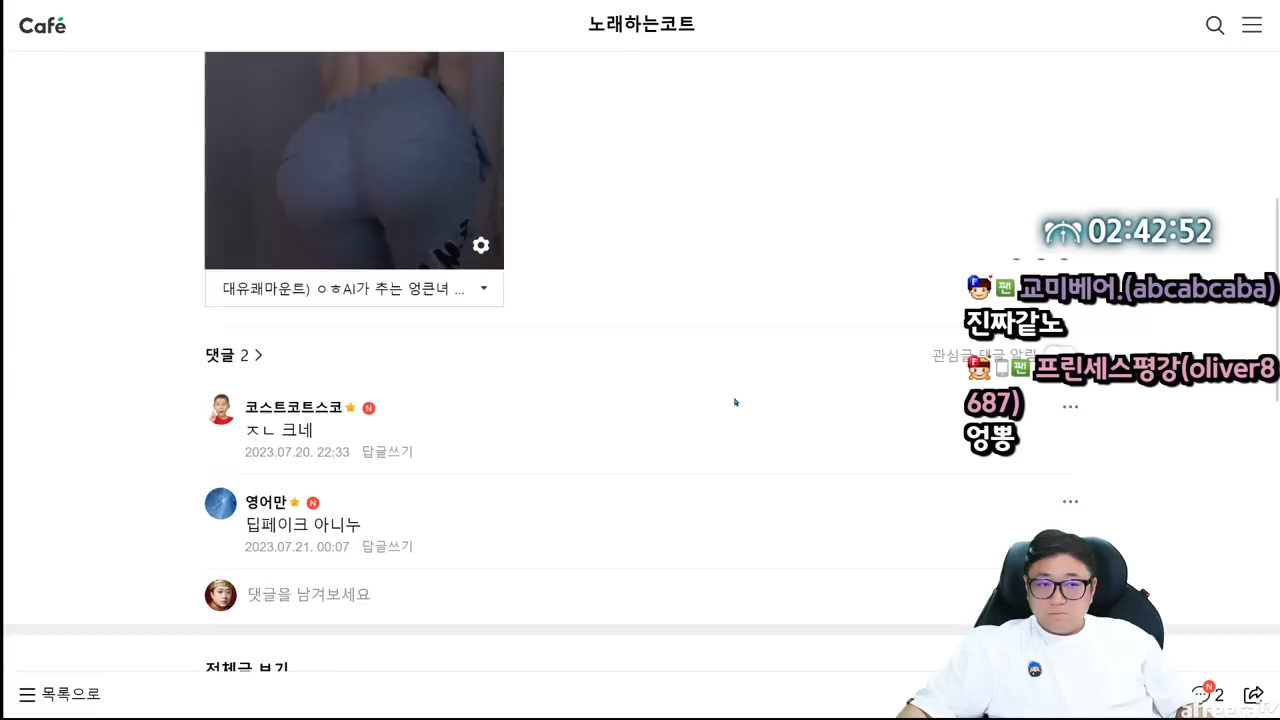 Café
노래하는코트
02:42:52
대유쾌마운트) ㅇㅎAI가 추는 엉큰녀 ...
팬 교미베어.(abcabcaba)
진짜같노
댓글 2
관심글 댓글 알림
팬 프린세스평강(oliver8
687)
엉뽕
코스트코트스코 N
ㅈㄴ 크네
2023.07.20. 22:33 답글쓰기
영어만 N
딥페이크 아니누
2023.07.21. 00:07 답글쓰기
댓글을 남겨보세요
전체글 보기
목록으로
N
2
afreecaTV